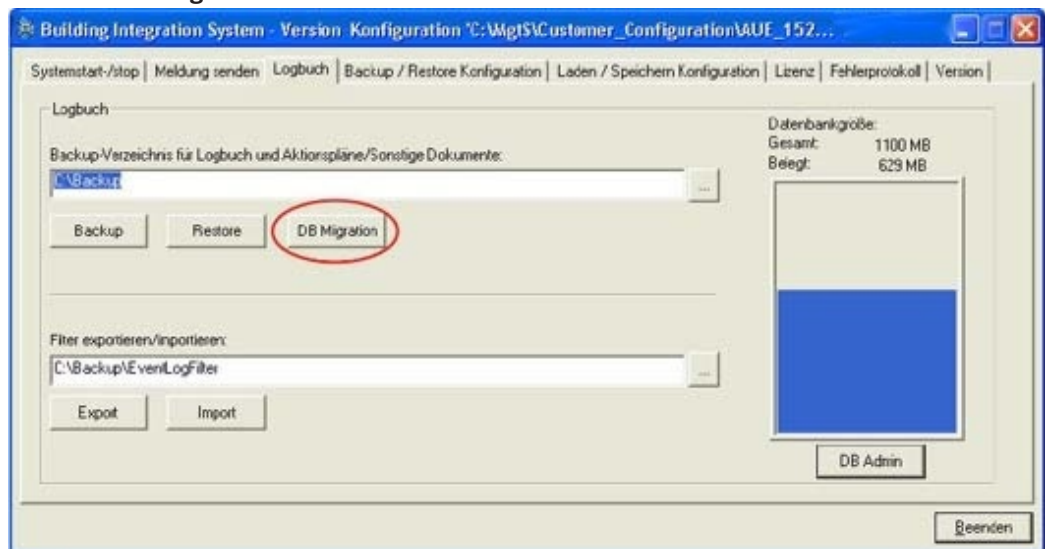 Building Integration System - Version Konfiguration "C:\MgtS\Customer_Configuration\AUE_152...
Systemstart-/stop Meldung senden Logbuch Backup / Restore Konfiguration Laden / Speichern Konfiguration Lizenz Fehlerprotokoll Version
Logbuch
Datenbankgröße:
Gesamt: 1100 MB
Belegt: 629 MB
Backup-Verzeichnis für Logbuch und Aktionspläne/Sonstige Dokumente:
C:\Backup
...
Backup Restore DB Migration
Filter exportieren/importieren:
C:\Backup\EventLogFilter
...
Export Import
DB Admin
Beenden